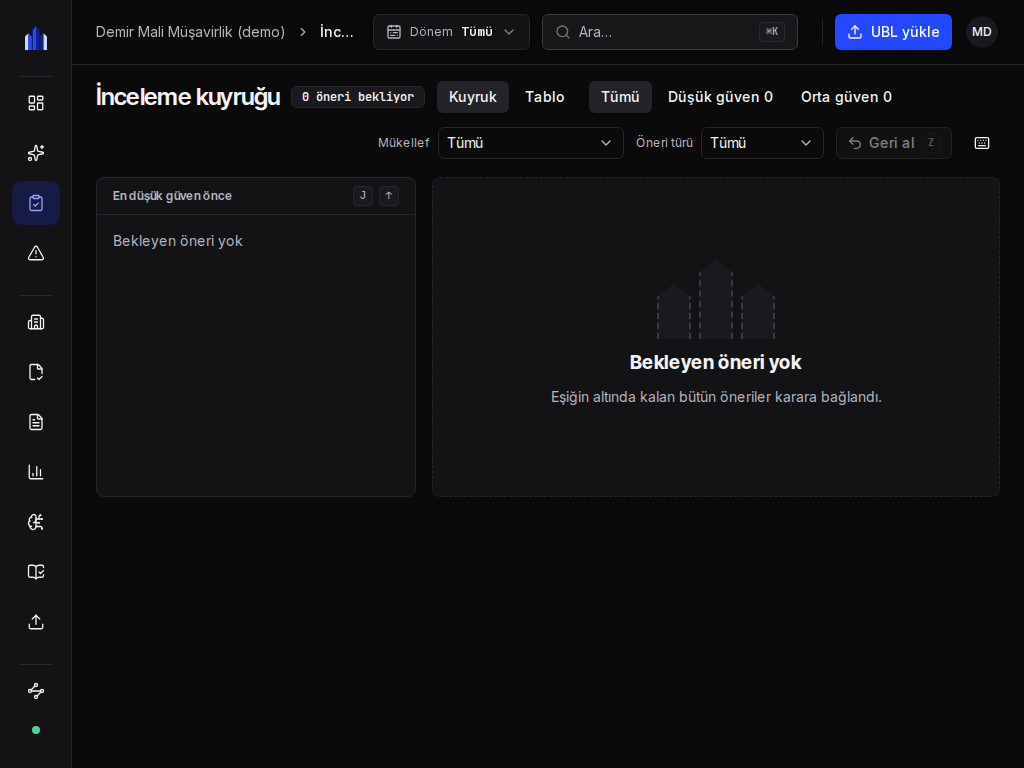 Demir Mali Müşavirlik (demo) İnc… Dönem Tümü Ara… ⌘K UBL yükle MD
İnceleme kuyruğu 0 öneri bekliyor Kuyruk Tablo Tümü Düşük güven 0 Orta güven 0
Mükellef Tümü Öneri türü Tümü Geri al Z
En düşük güven önce J ↑
Bekleyen öneri yok
Bekleyen öneri yok
Eşiğin altında kalan bütün öneriler karara bağlandı.